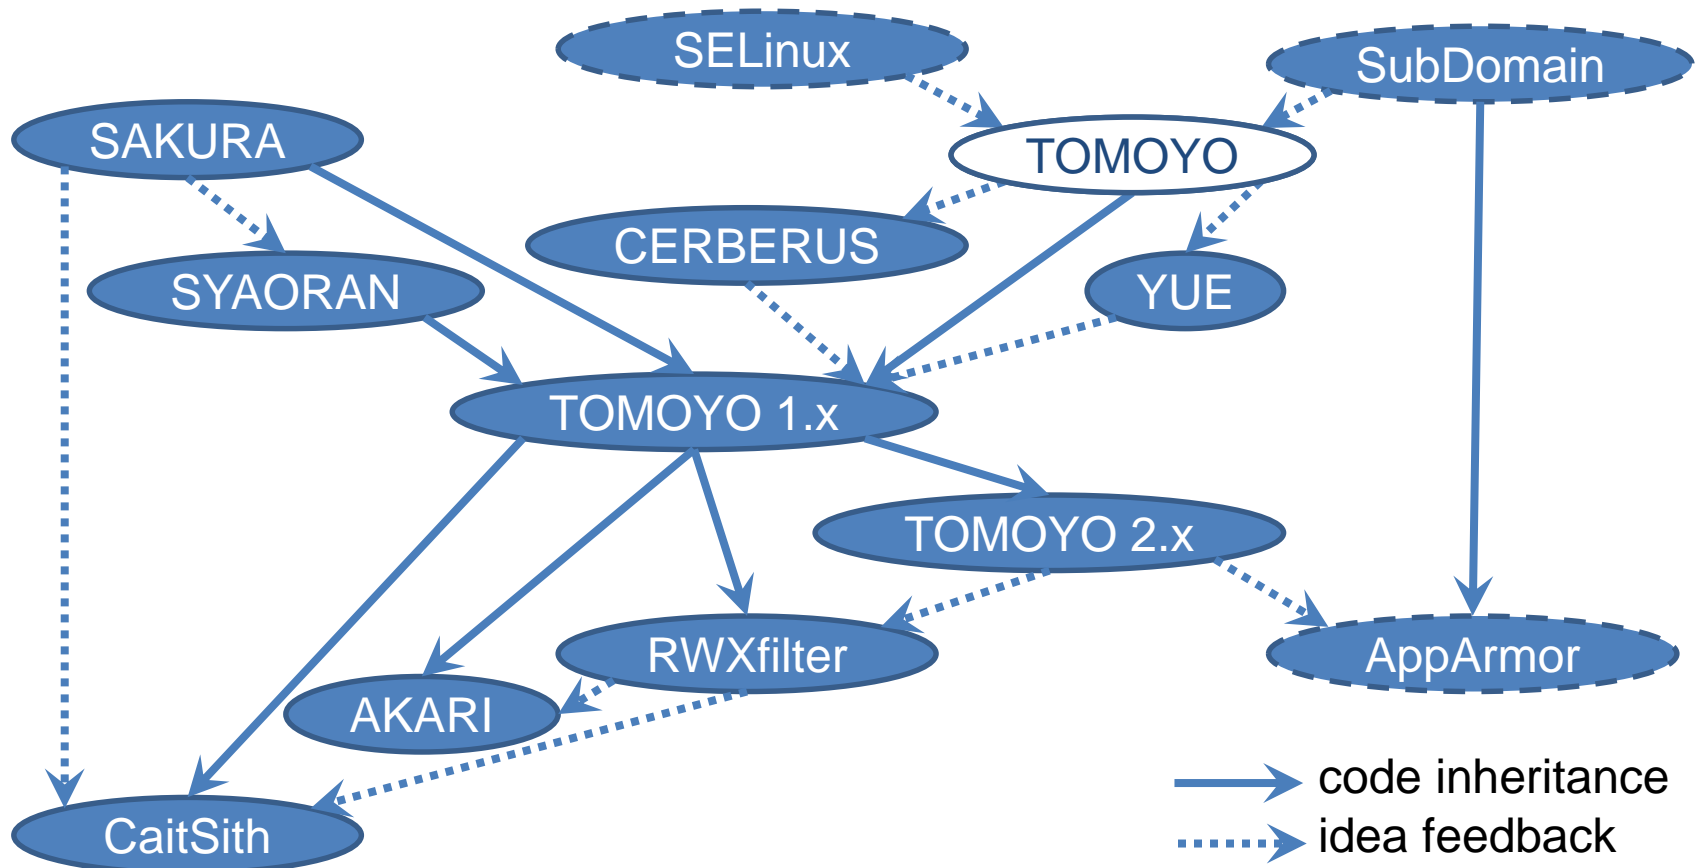 SELinux
SubDomain
SAKURA
TOMOYO
CERBERUS
SYAORAN
YUE
TOMOYO 1.x
TOMOYO 2.x
RWXfilter
AppArmor
AKARI
code inheritance
CaitSith
idea feedback